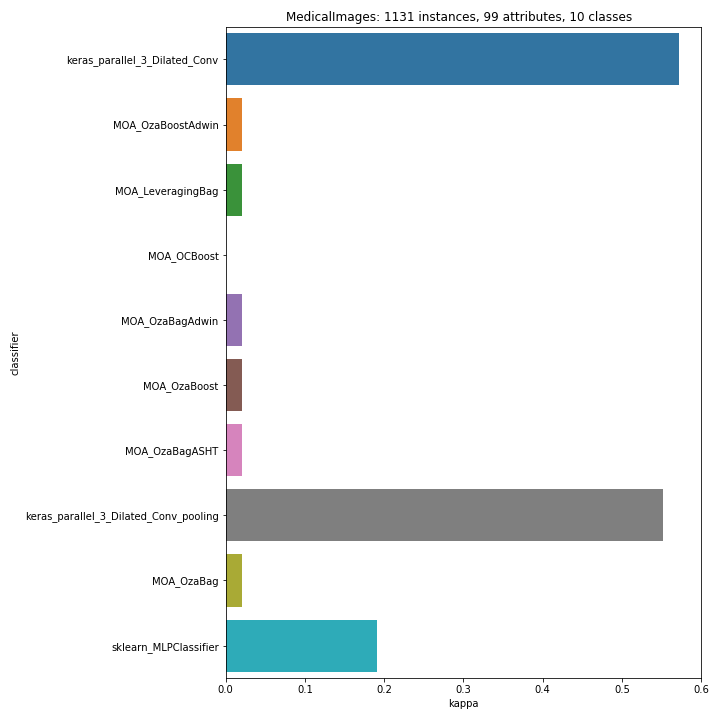 MedicalImages: 1131 instances, 99 attributes, 10 classes
keras_parallel_3_Dilated_Conv
MOA_OzaBoostAdwin
MOA_LeveragingBag
MOA_OCBoost
MOA_OzaBagAdwin
classifier
MOA_OzaBoost
MOA_OzaBagASHT
keras_parallel_3_Dilated_Conv_pooling
MOA_OzaBag
sklearn_MLPClassifier
0.0 0.1 0.2 0.3 0.4 0.5 0.6
kappa